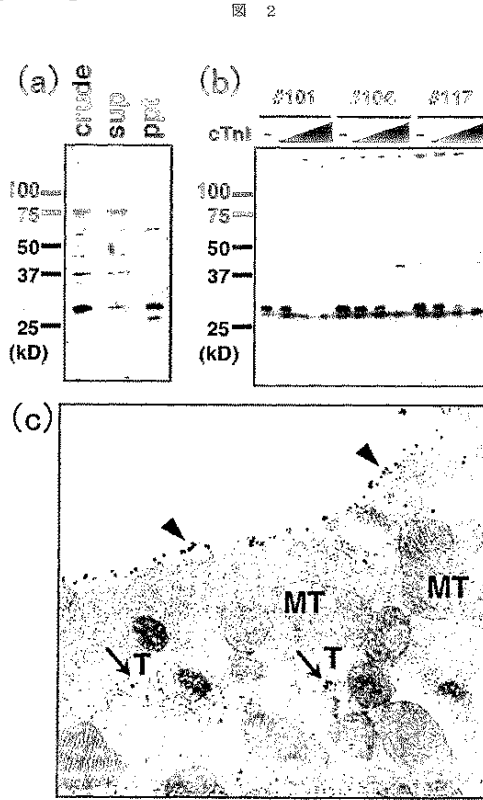 図 2
(a)
crude
sup
ppt
100
75
50
37
25
(kD)
(b)
#101 #106 #117
cTnI
– – –
100
75
50
37
25
(kD)
(c)
MT
MT
T
T